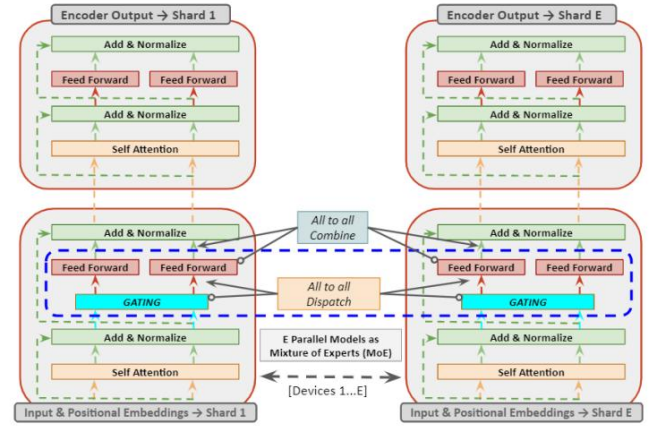 Encoder Output → Shard 1
Add & Normalize
Feed Forward
Feed Forward
Add & Normalize
Self Attention
Add & Normalize
Feed Forward
Feed Forward
GATING
Add & Normalize
Self Attention
Input & Positional Embeddings → Shard 1
All to all
Combine
All to all
Dispatch
E Parallel Models as
Mixture of Experts (MoE)
[Devices 1...E]
Encoder Output → Shard E
Add & Normalize
Feed Forward
Feed Forward
Add & Normalize
Self Attention
Add & Normalize
Feed Forward
Feed Forward
GATING
Add & Normalize
Self Attention
Input & Positional Embeddings → Shard E